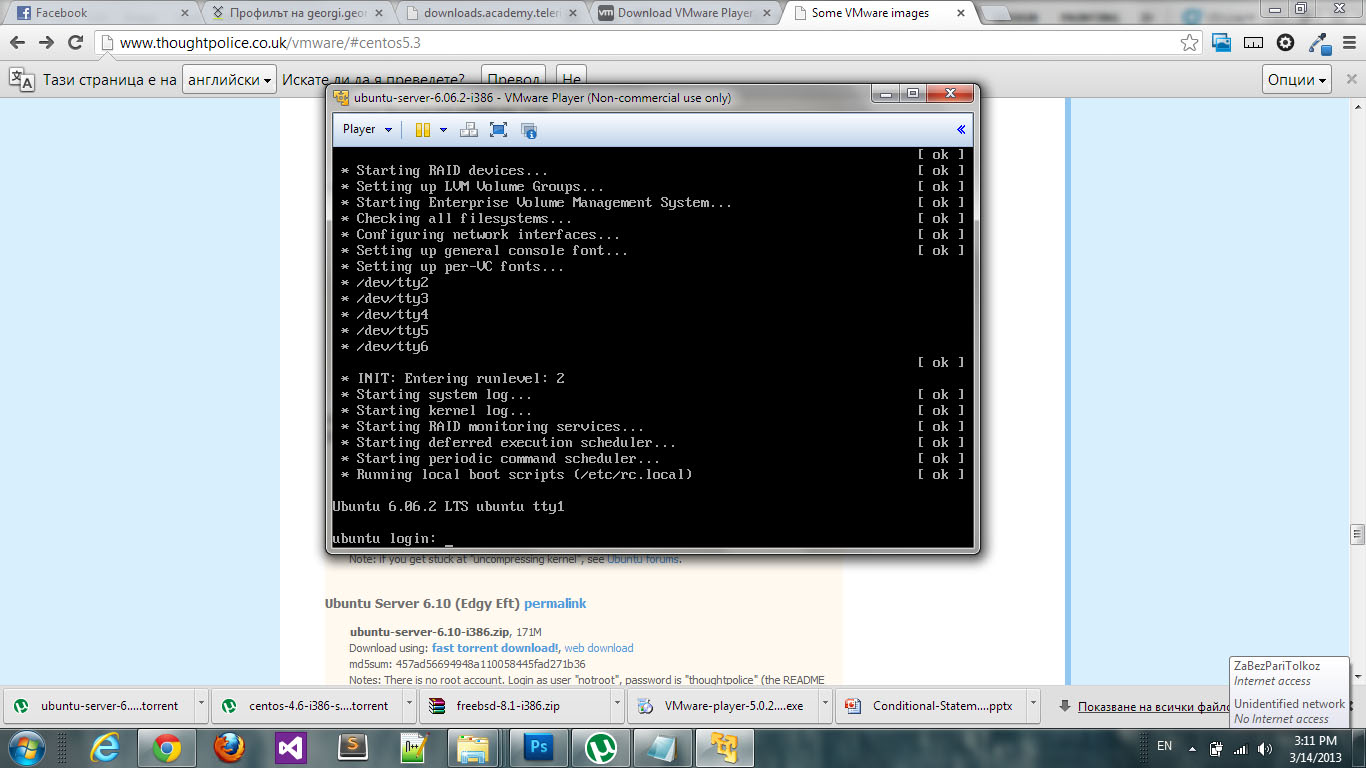 Facebook
Профилът на georgi.geor
downloads.academy.teleri
Download VMware Player
Some VMware images
www.thoughtpolice.co.uk/vmware/#centos5.3
Тази страница е на английски Искате ли да я преведете? Превод Не Опции
ubuntu-server-6.06.2-i386 - VMware Player (Non-commercial use only)
Player
[ ok ]
* Starting RAID devices... [ ok ]
* Setting up LVM Volume Groups... [ ok ]
* Starting Enterprise Volume Management System... [ ok ]
* Checking all filesystems... [ ok ]
* Configuring network interfaces... [ ok ]
* Setting up general console font... [ ok ]
* Setting up per-VC fonts...
* /dev/tty2
* /dev/tty3
* /dev/tty4
* /dev/tty5
* /dev/tty6
[ ok ]
* INIT: Entering runlevel: 2
* Starting system log... [ ok ]
* Starting kernel log... [ ok ]
* Starting RAID monitoring services... [ ok ]
* Starting deferred execution scheduler... [ ok ]
* Starting periodic command scheduler... [ ok ]
* Running local boot scripts (/etc/rc.local) [ ok ]
Ubuntu 6.06.2 LTS ubuntu tty1
ubuntu login: _
Note: if you get stuck at "uncompressing kernel", see Ubuntu forums.
Ubuntu Server 6.10 (Edgy Eft) permalink
ubuntu-server-6.10-i386.zip, 171M
Download using: fast torrent download!, web download
md5sum: 457ad56694948a110058445fad271b36
Notes: There is no root account. Login as user "notroot", password is "thoughtpolice" (the README
ZaBezPariTolkoz
Internet access
Unidentified network
No Internet access
ubuntu-server-6.....torrent
centos-4.6-i386-s....torrent
freebsd-8.1-i386.zip
VMware-player-5.0.2....exe
Conditional-Statem....pptx
Показване на всички файло
EN
3:11 PM
3/14/2013